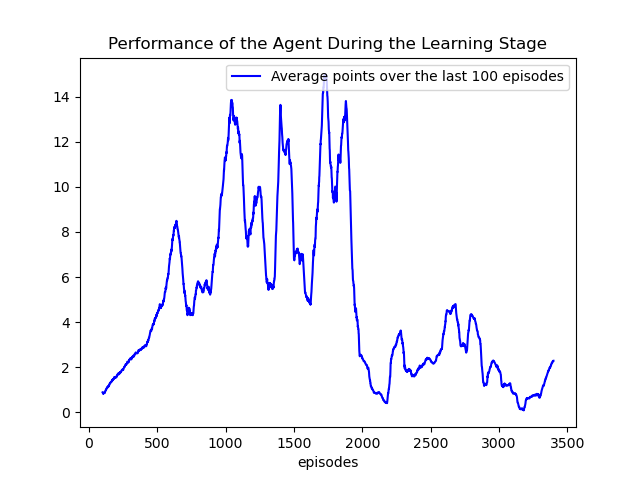 Performance of the Agent During the Learning Stage
Average points over the last 100 episodes
14
12
10
8
6
4
2
0
0 500 1000 1500 2000 2500 3000 3500
episodes